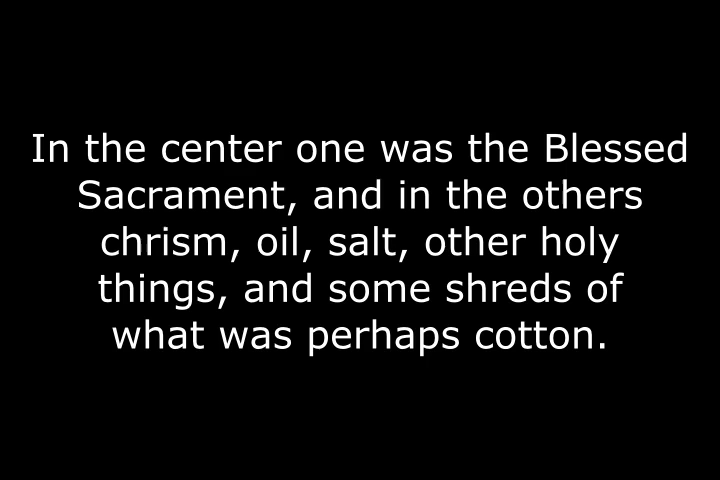 In the center one was the Blessed
Sacrament, and in the others
chrism, oil, salt, other holy
things, and some shreds of
what was perhaps cotton.